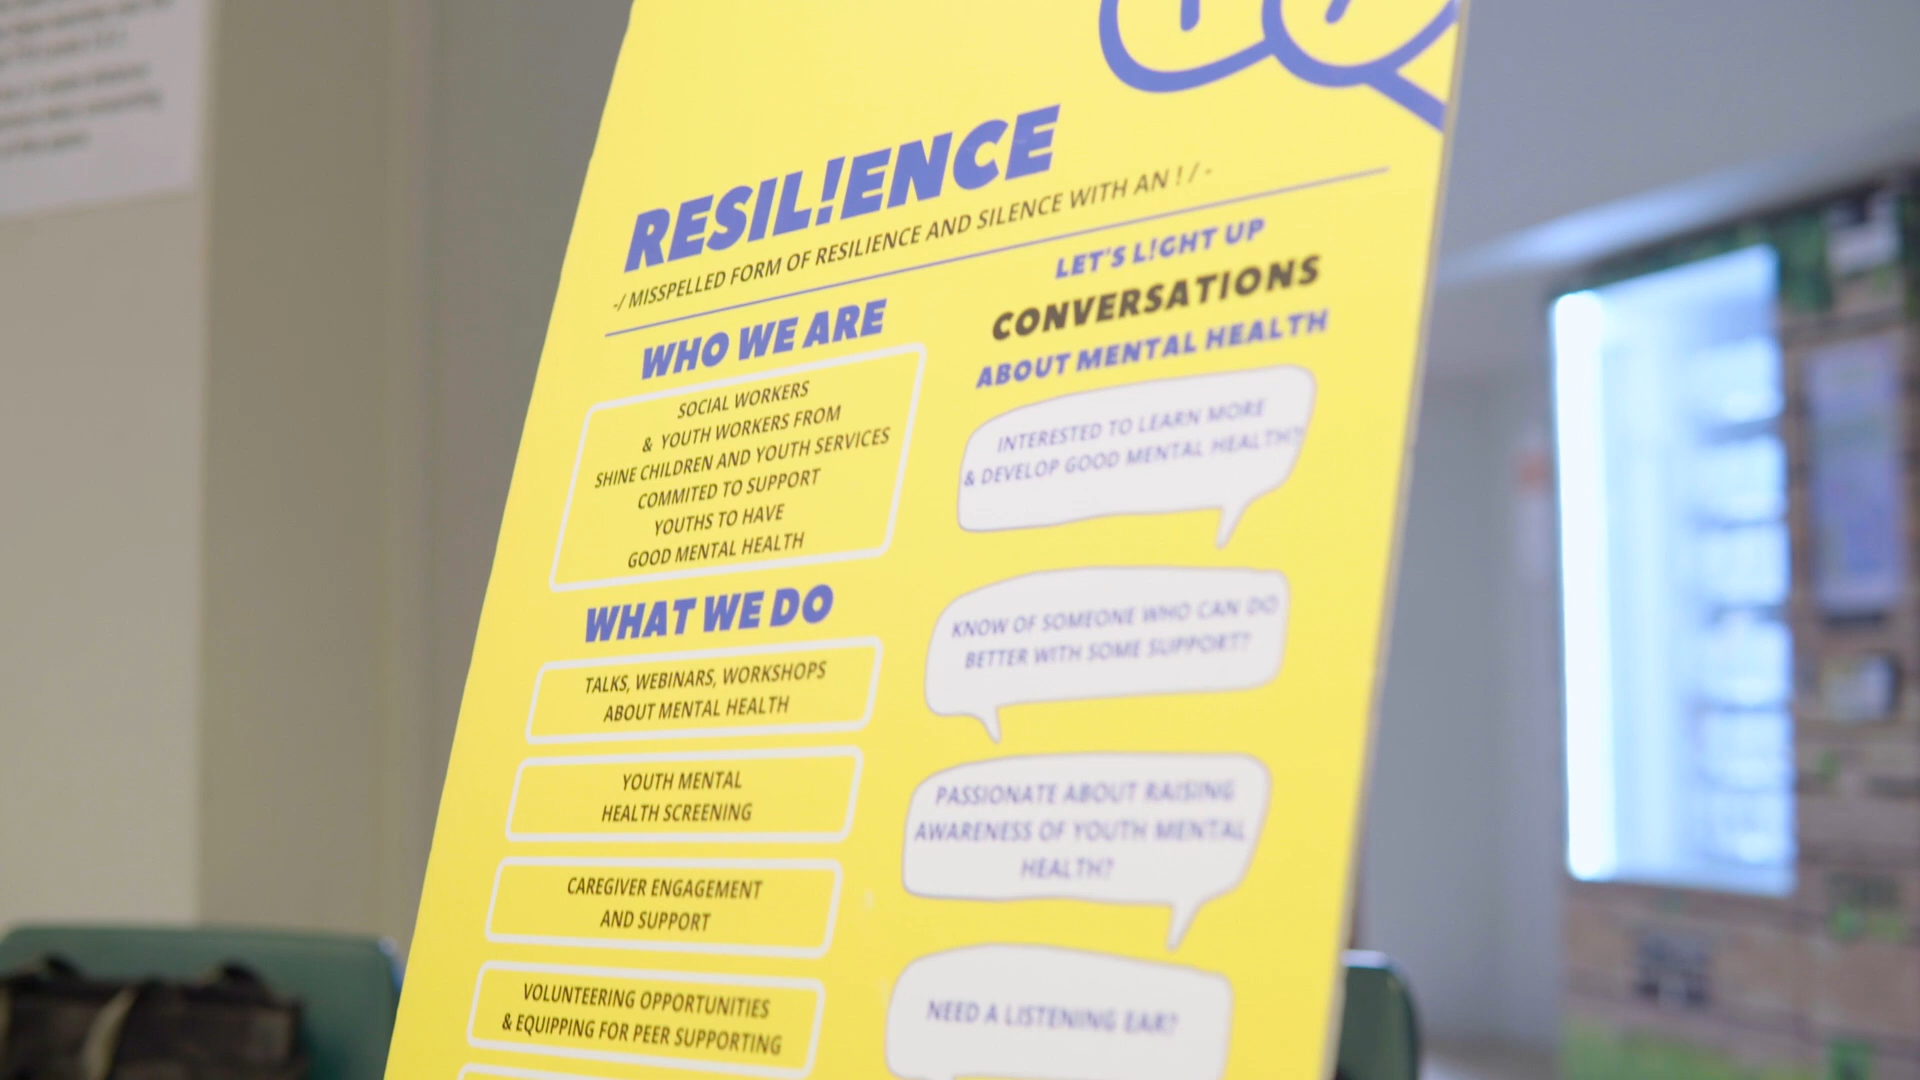 RESIL!ENCE
-/ MISSPELLED FORM OF RESILIENCE AND SILENCE WITH AN ! / -
WHO WE ARE
SOCIAL WORKERS
& YOUTH WORKERS FROM
SHINE CHILDREN AND YOUTH SERVICES
COMMITED TO SUPPORT
YOUTHS TO HAVE
GOOD MENTAL HEALTH
WHAT WE DO
TALKS, WEBINARS, WORKSHOPS
ABOUT MENTAL HEALTH
YOUTH MENTAL
HEALTH SCREENING
CAREGIVER ENGAGEMENT
AND SUPPORT
VOLUNTEERING OPPORTUNITIES
& EQUIPPING FOR PEER SUPPORTING
LET'S L!GHT UP
CONVERSATIONS
ABOUT MENTAL HEALTH
INTERESTED TO LEARN MORE
& DEVELOP GOOD MENTAL HEALTH?
KNOW OF SOMEONE WHO CAN DO
BETTER WITH SOME SUPPORT?
PASSIONATE ABOUT RAISING
AWARENESS OF YOUTH MENTAL
HEALTH?
NEED A LISTENING EAR?